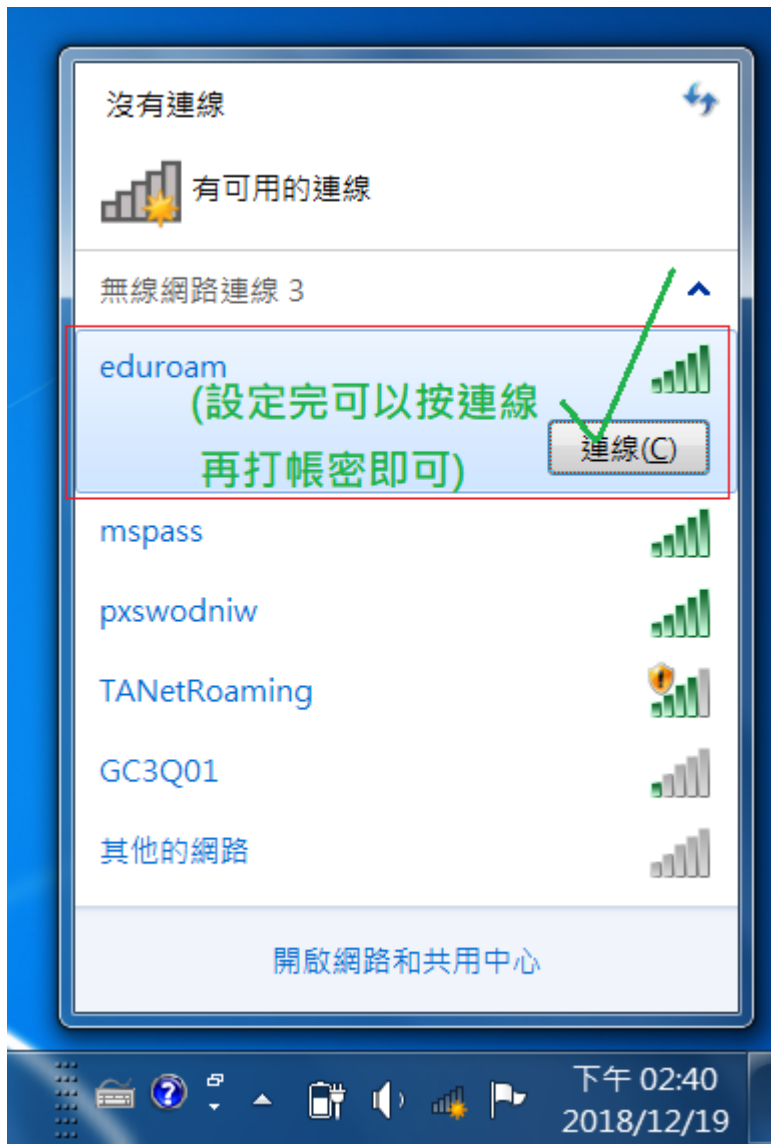 沒有連線
有可用的連線
無線網路連線 3
eduroam
(設定完可以按連線
再打帳密即可)
連線(C)
mspass
pxswodniw
TANetRoaming
GC3Q01
其他的網路
開啟網路和共用中心
下午 02:40
2018/12/19